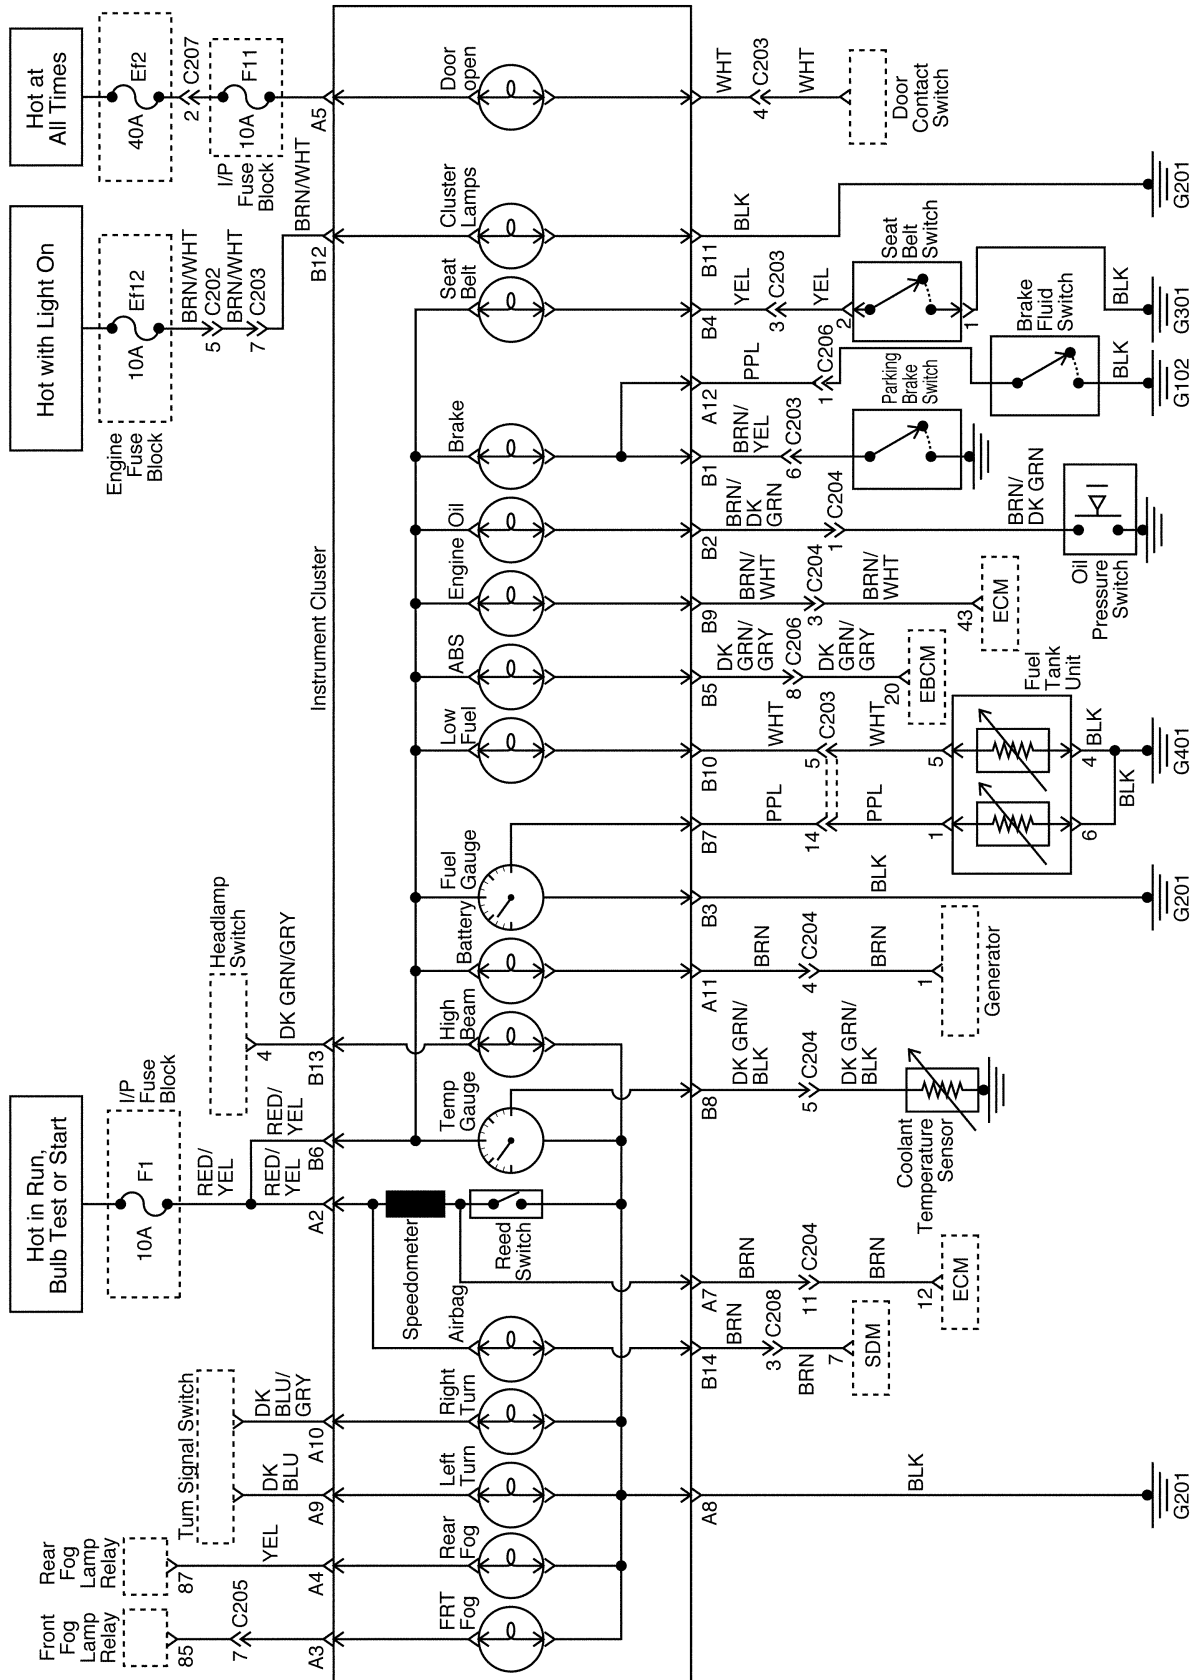 Hot at
All Times
Ef2
40A
C207
2
F11
10A
I/P
Fuse
Block
A5
Door
open
WHT
C203
4
WHT
Door
Contact
Switch
Hot with Light On
Ef12
10A
Engine
Fuse
Block
BRN/WHT
C202
5
BRN/WHT
C203
7
BRN/WHT
B12
Cluster
Lamps
B11
BLK
G201
Seat
Belt
B4
YEL
C203
3
YEL
2
Seat
Belt
Switch
1
BLK
G301
A12
PPL
C206
1
Brake
Fluid
Switch
BLK
G102
Brake
B1
BRN/
YEL
C203
6
Parking
Brake
Switch
Oil
B2
BRN/
DK
GRN
C204
1
BRN/
DK GRN
Oil
Pressure
Switch
Instrument Cluster
Engine
B9
BRN/
WHT
C204
3
BRN/
WHT
43
ECM
ABS
B5
DK
GRN/
GRY
C206
8
DK
GRN/
GRY
20
EBCM
Low
Fuel
B10
WHT
C203
5
WHT
5
Fuel
Tank
Unit
4
BLK
G401
B7
PPL
14
PPL
1
6
BLK
Fuel
Gauge
B3
BLK
G201
Battery
A11
BRN
C204
4
BRN
1
Generator
Headlamp
Switch
4
DK GRN/GRY
B13
High
Beam
Temp
Gauge
B8
DK GRN/
BLK
C204
5
DK GRN/
BLK
Coolant
Temperature
Sensor
Hot in Run,
Bulb Test or Start
I/P
Fuse
Block
F1
10A
RED/
YEL
RED/
YEL
B6
RED/
YEL
A2
Speedometer
Reed
Switch
A7
BRN
C204
11
BRN
12
ECM
Airbag
B14
BRN
C208
3
BRN
7
SDM
Turn Signal Switch
DK
BLU/
GRY
A10
Right
Turn
DK
BLU
A9
Left
Turn
A8
BLK
G201
Rear
Fog
Lamp
Relay
87
YEL
A4
Rear
Fog
Front
Fog
Lamp
Relay
85
C205
7
A3
FRT
Fog